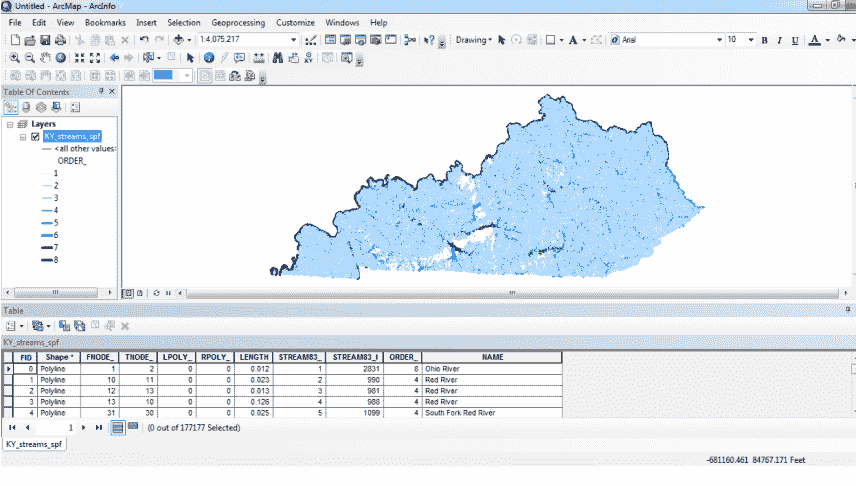 Untitled - ArcMap - ArcInfo
File Edit View Bookmarks Insert Selection Geoprocessing Customize Windows Help
1:4,075,217 Drawing Arial 10 B I U A
Table Of Contents
Layers
KY_streams_spf
<all other values>
ORDER_
1
2
3
4
5
6
7
8
Table
KY_streams_spf
FID Shape * FNODE_ TNODE_ LPOLY_ RPOLY_ LENGTH STREAM83_ STREAM83_I ORDER_ NAME
0 Polyline 1 2 0 0 0.012 1 2831 8 Ohio River
1 Polyline 10 11 0 0 0.023 2 990 4 Red River
2 Polyline 12 13 0 0 0.013 3 981 4 Red River
3 Polyline 13 10 0 0 0.126 4 988 4 Red River
4 Polyline 31 30 0 0 0.025 5 1099 4 South Fork Red River
1 (0 out of 177177 Selected)
KY_streams_spf
-681160.461 84767.171 Feet